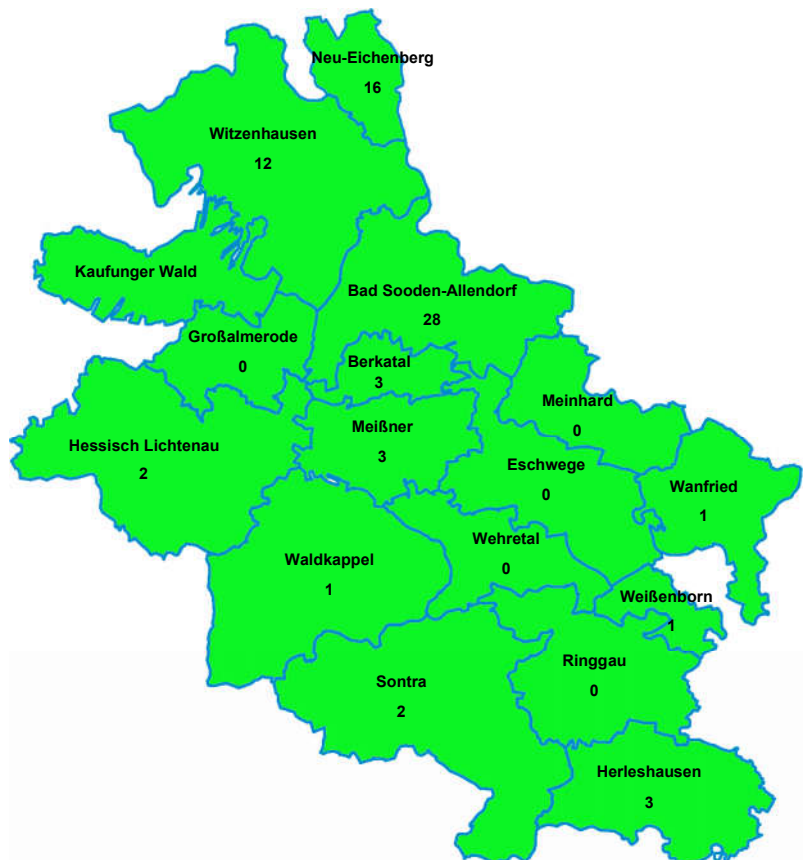 Neu-Eichenberg
16
Witzenhausen
12
Kaufunger Wald
Bad Sooden-Allendorf
28
Großalmerode
0
Berkatal
3
Meinhard
0
Meißner
3
Hessisch Lichtenau
2
Eschwege
0
Wanfried
1
Wehretal
0
Waldkappel
1
Weißenborn
1
Ringgau
0
Sontra
2
Herleshausen
3